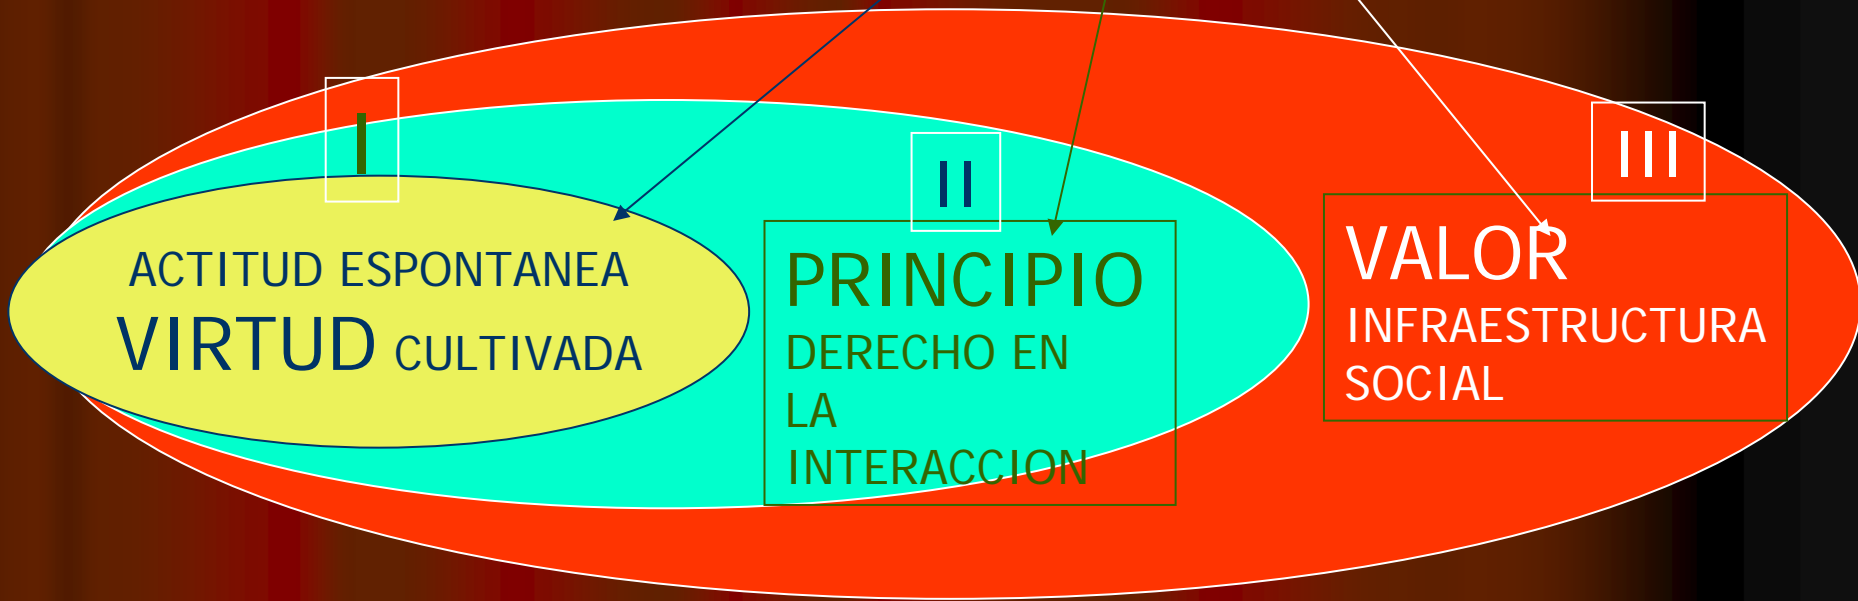 I
ACTITUD ESPONTANEA
VIRTUD CULTIVADA
II
PRINCIPIO
DERECHO EN
LA
INTERACCION
III
VALOR
INFRAESTRUCTURA
SOCIAL